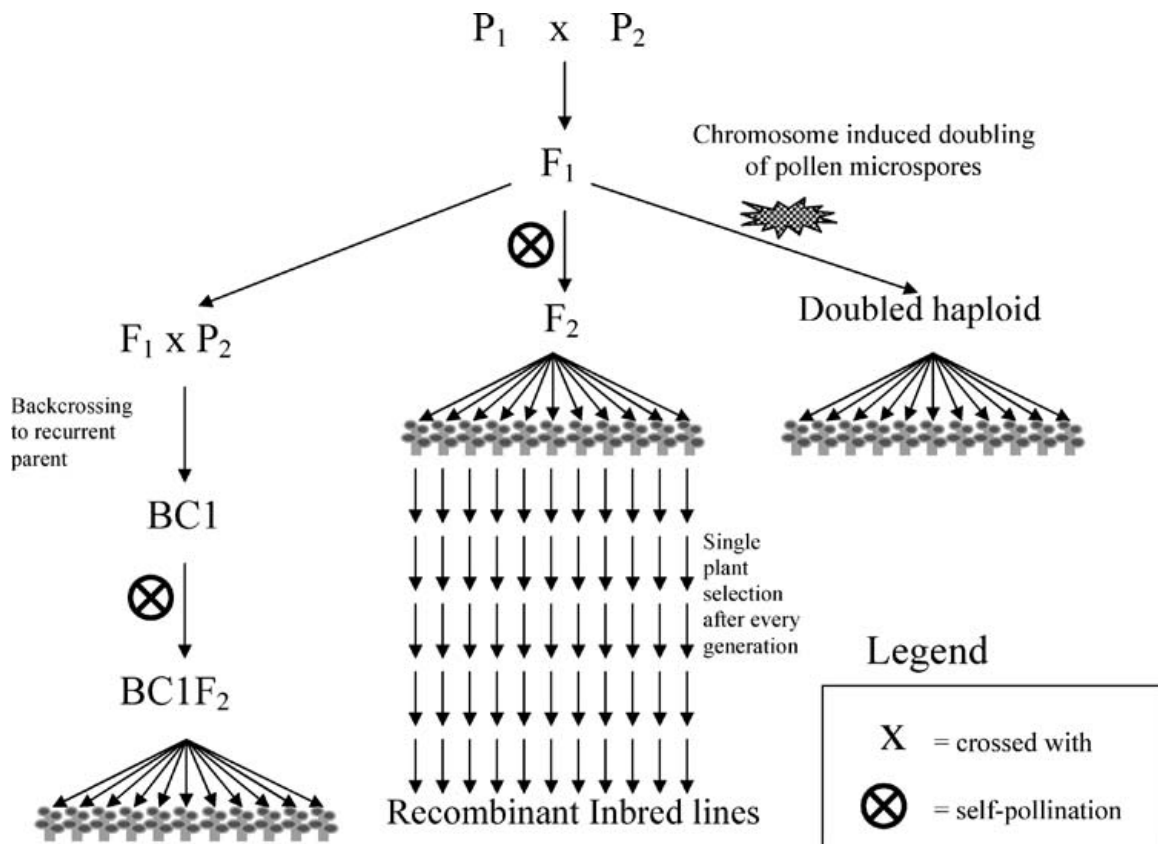 P₁ x P₂
F₁
Chromosome induced doubling
of pollen microspores
F₁ x P₂
F₂
Doubled haploid
Backcrossing
to recurrent
parent
BC1
BC1F₂
Single
plant
selection
after every
generation
Recombinant Inbred lines
Legend
X = crossed with
⊗ = self-pollination